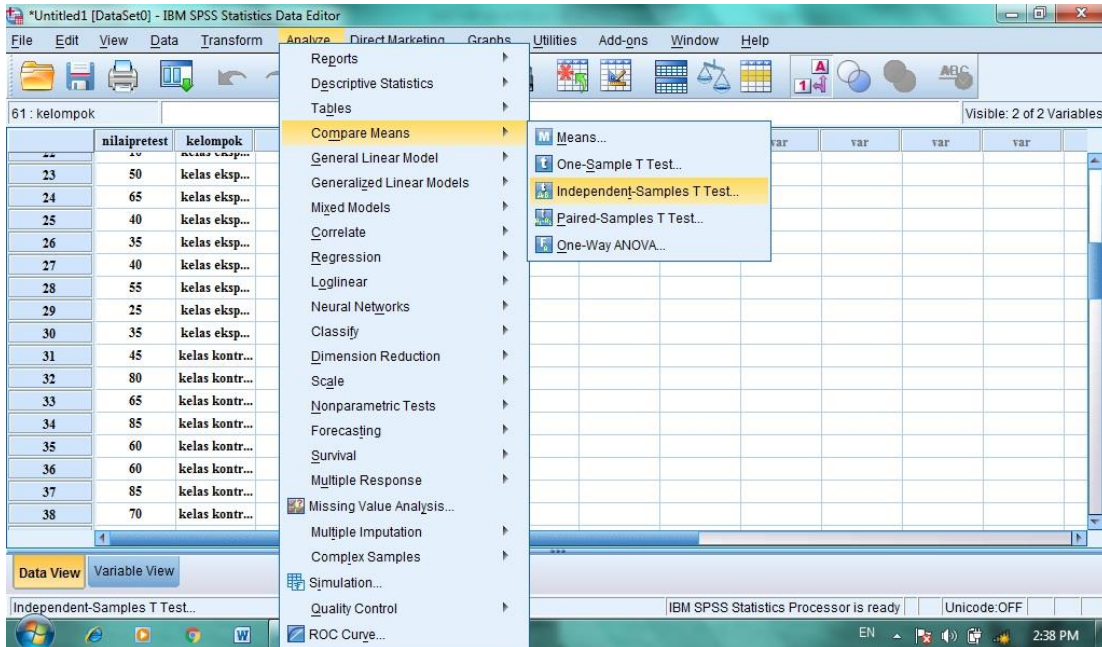 *Untitled1 [DataSet0] - IBM SPSS Statistics Data Editor
File Edit View Data Transform Analyze Direct Marketing Graphs Utilities Add-ons Window Help
61 : kelompok
Visible: 2 of 2 Variables
nilaipretest kelompok var var var var
23 50 kelas eksp...
24 65 kelas eksp...
25 40 kelas eksp...
26 35 kelas eksp...
27 40 kelas eksp...
28 55 kelas eksp...
29 25 kelas eksp...
30 35 kelas eksp...
31 45 kelas kontr...
32 80 kelas kontr...
33 65 kelas kontr...
34 85 kelas kontr...
35 60 kelas kontr...
36 60 kelas kontr...
37 85 kelas kontr...
38 70 kelas kontr...
Reports
Descriptive Statistics
Tables
Compare Means
General Linear Model
Generalized Linear Models
Mixed Models
Correlate
Regression
Loglinear
Neural Networks
Classify
Dimension Reduction
Scale
Nonparametric Tests
Forecasting
Survival
Multiple Response
Missing Value Analysis...
Multiple Imputation
Complex Samples
Simulation...
Quality Control
ROC Curve...
Means...
One-Sample T Test...
Independent-Samples T Test...
Paired-Samples T Test...
One-Way ANOVA...
Data View Variable View
Independent-Samples T Test...
IBM SPSS Statistics Processor is ready
Unicode:OFF
EN
2:38 PM